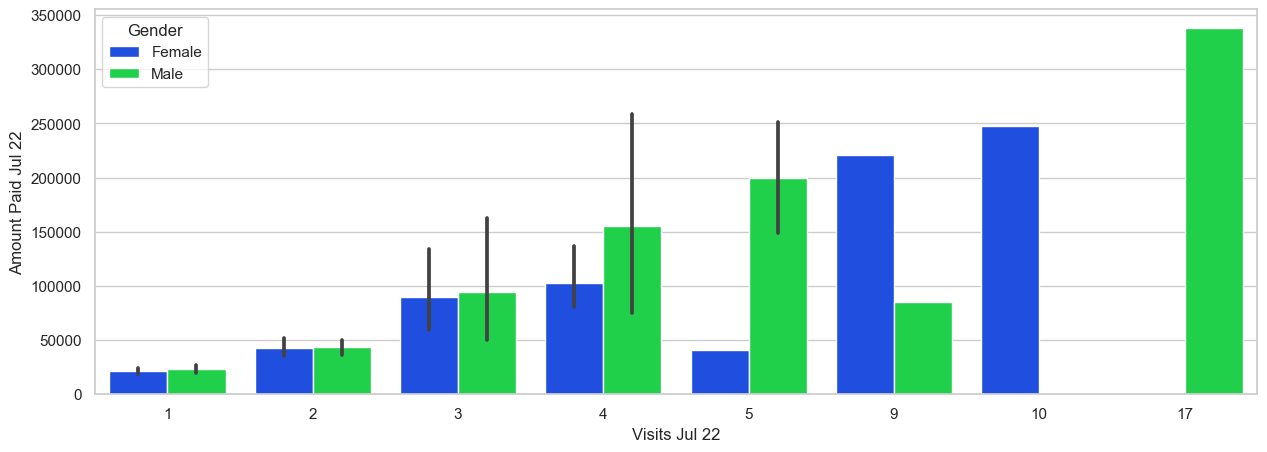 Gender
Female
Male
350000
300000
250000
200000
150000
100000
50000
0
Amount Paid Jul 22
1 2 3 4 5 9 10 17
Visits Jul 22